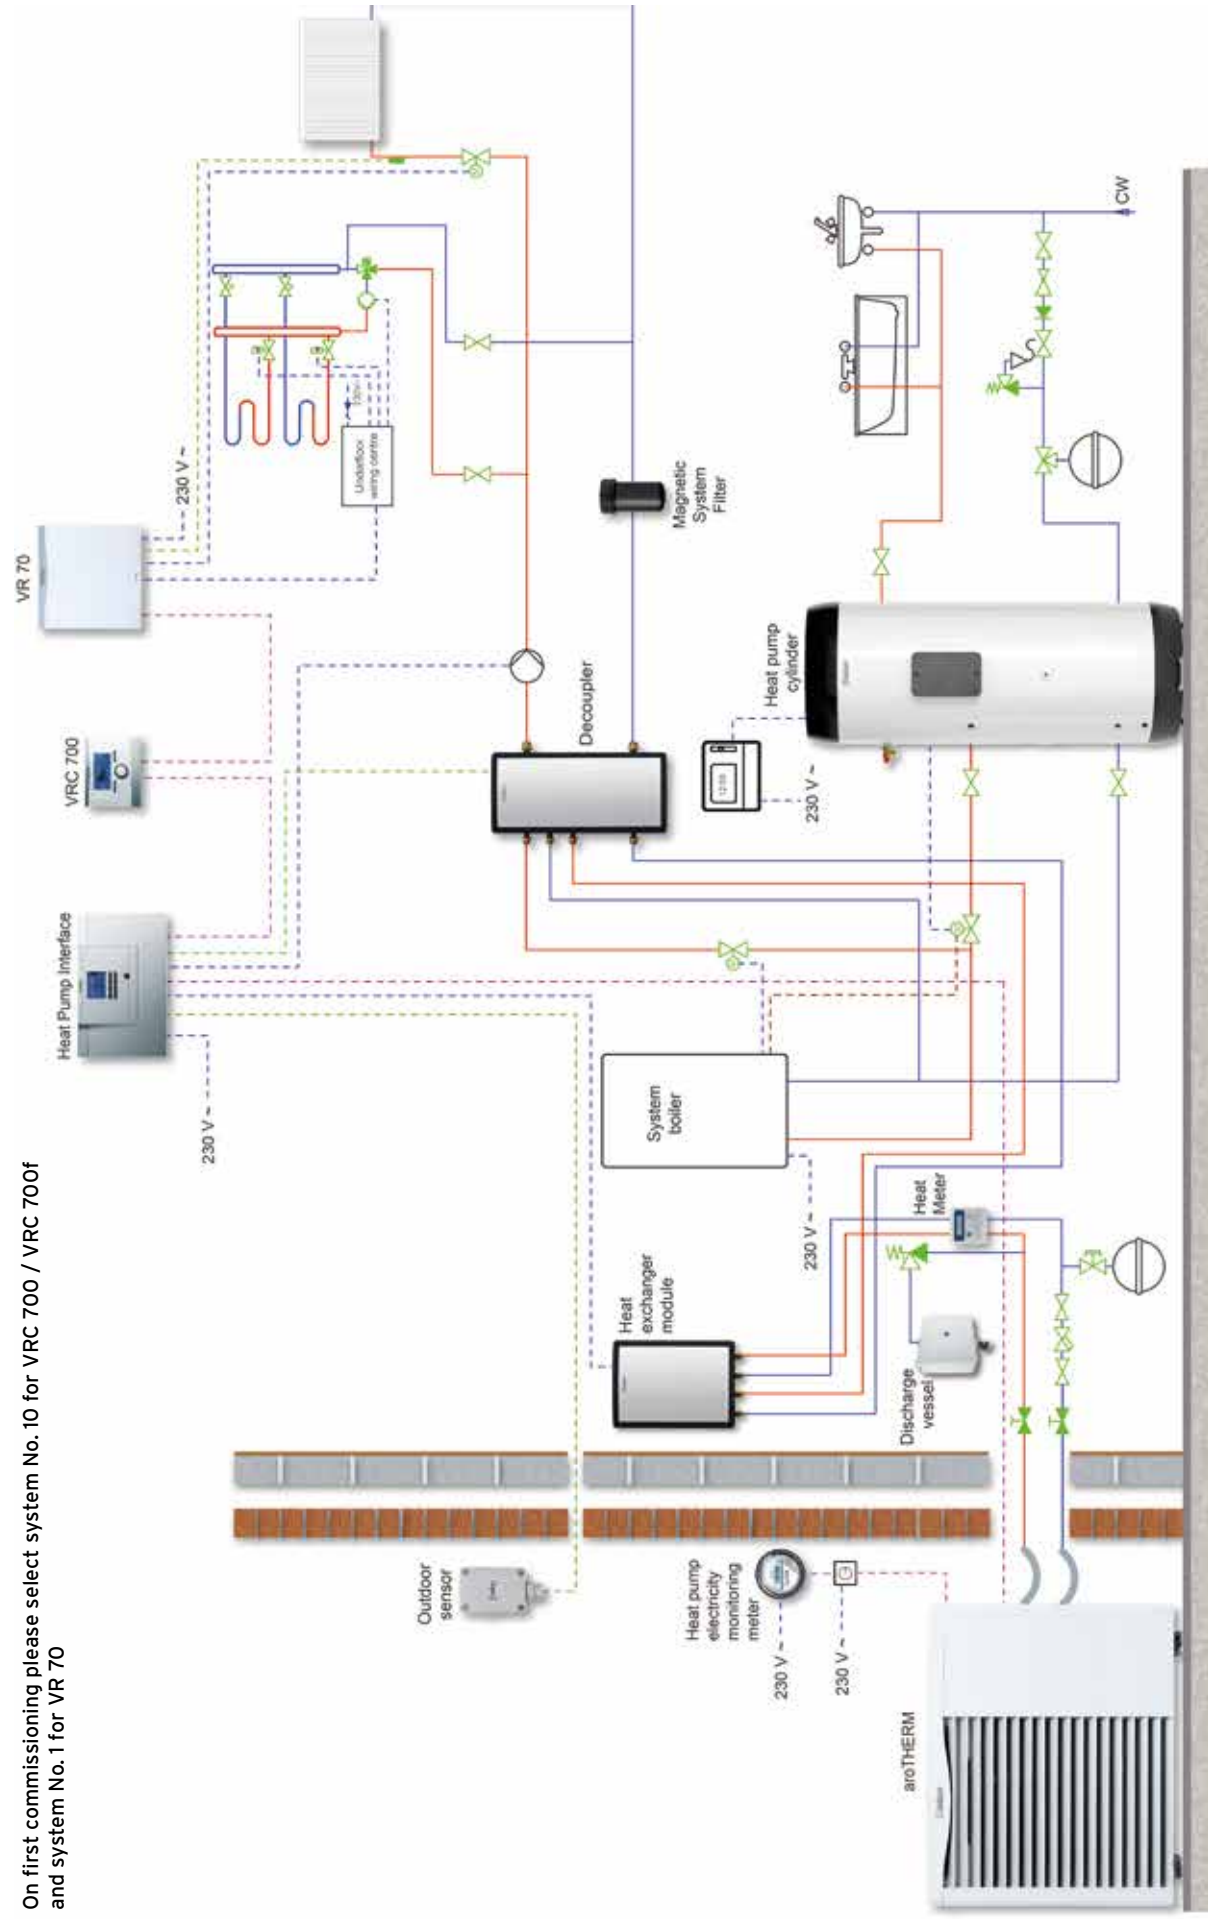 On first commissioning please select system No. 10 for VRC 700 / VRC 700f
and system No. 1 for VR 70
Heat Pump Interface
VRC 700
VR 70
230 V ~
230 V ~
Underfloor
wiring centre
230V~
Outdoor
sensor
Heat
exchanger
module
System
boiler
Decoupler
Magnetic
System
Filter
Heat pump
electricity
monitoring
meter
230 V ~
230 V ~
230 V ~
230 V ~
12:00
Heat pump
cylinder
aroTHERM
Discharge
vessel
Heat
Meter
CW